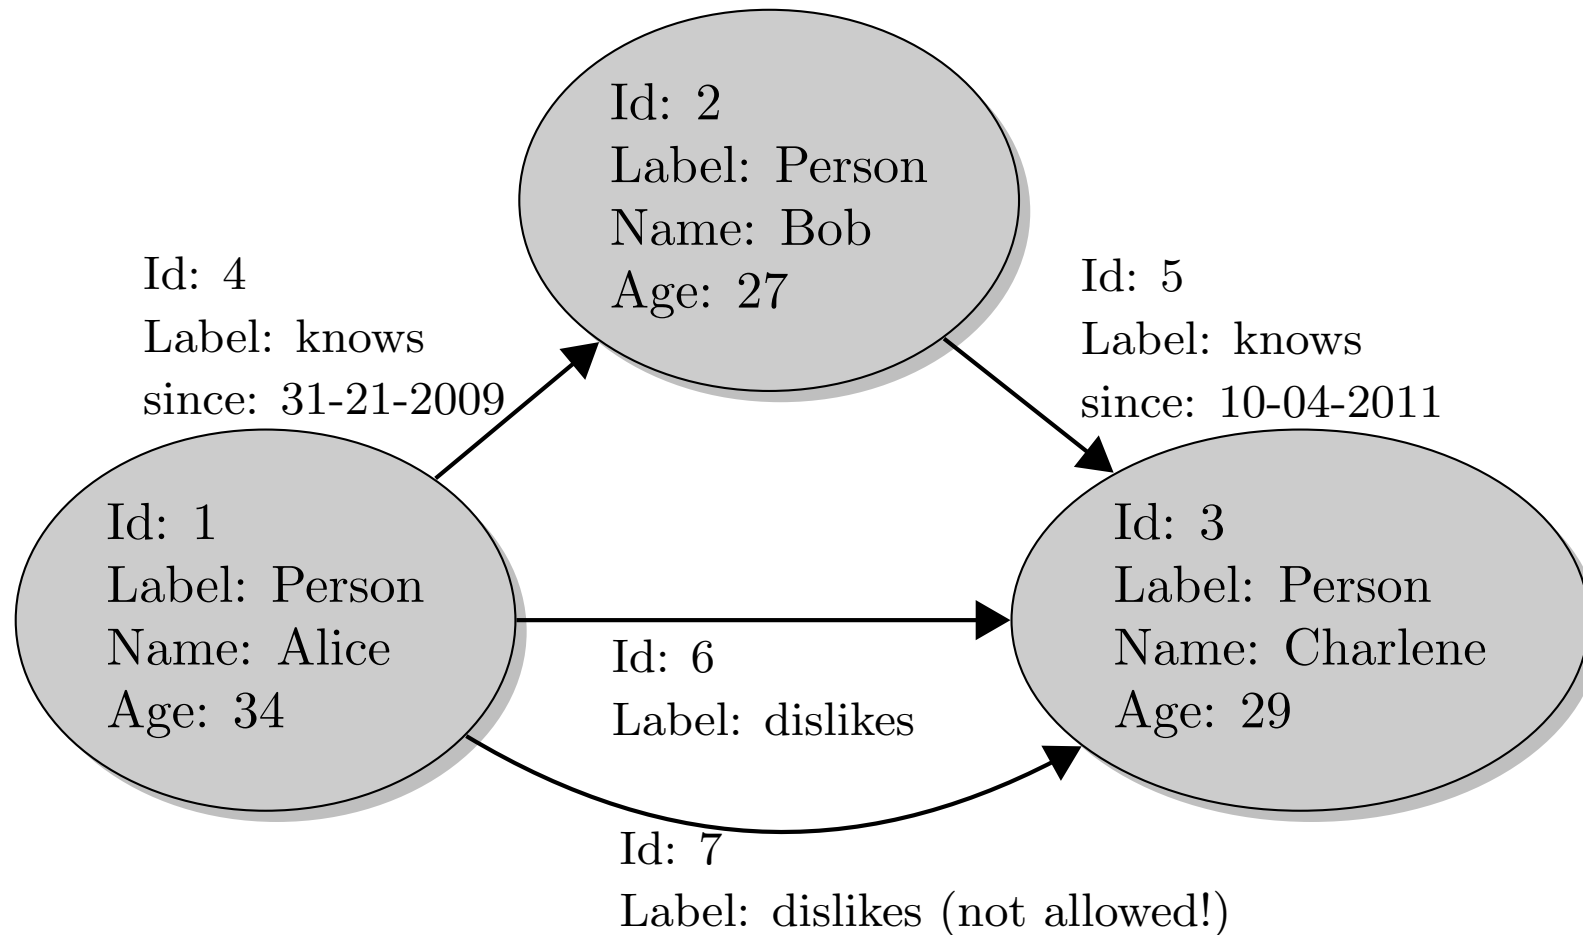 Id: 2
Label: Person
Name: Bob
Age: 27
Id: 4
Label: knows
since: 31-21-2009
Id: 5
Label: knows
since: 10-04-2011
Id: 1
Label: Person
Name: Alice
Age: 34
Id: 3
Label: Person
Name: Charlene
Age: 29
Id: 6
Label: dislikes
Id: 7
Label: dislikes (not allowed!)